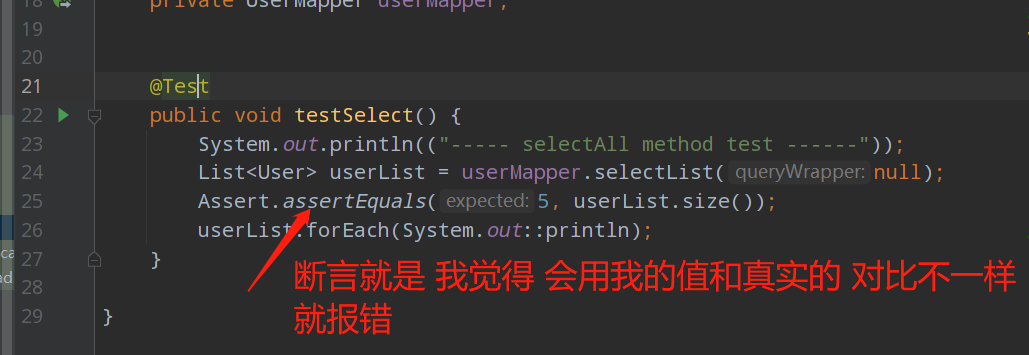 18 private UserMapper userMapper;
19
20
21 @Test
22 public void testSelect() {
23 System.out.println(("----- selectAll method test ------"));
24 List<User> userList = userMapper.selectList( queryWrapper: null);
25 Assert.assertEquals( expected: 5, userList.size());
26 userList.forEach(System.out::println);
27 }
28
29 }
断言就是 我觉得 会用我的值和真实的 对比不一样
就报错
ca
ad